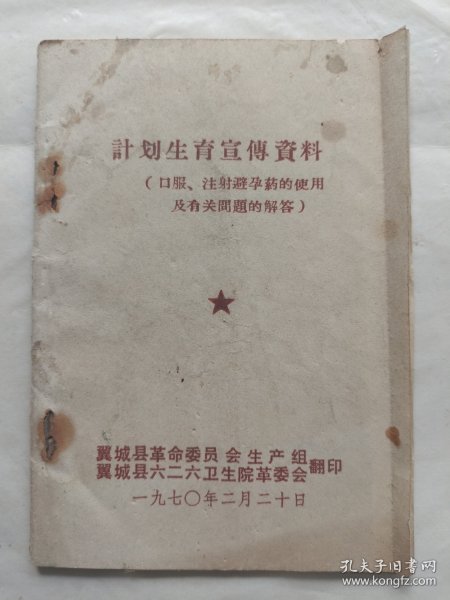 計划生育宣傳資料
（口服、注射避孕葯的使用
及有关問題的解答）
翼城县革命委员会生产组
翼城县六二六卫生院革委会翻印
一九七〇年二月二十日
孔夫子旧书网
www.kongfz.com